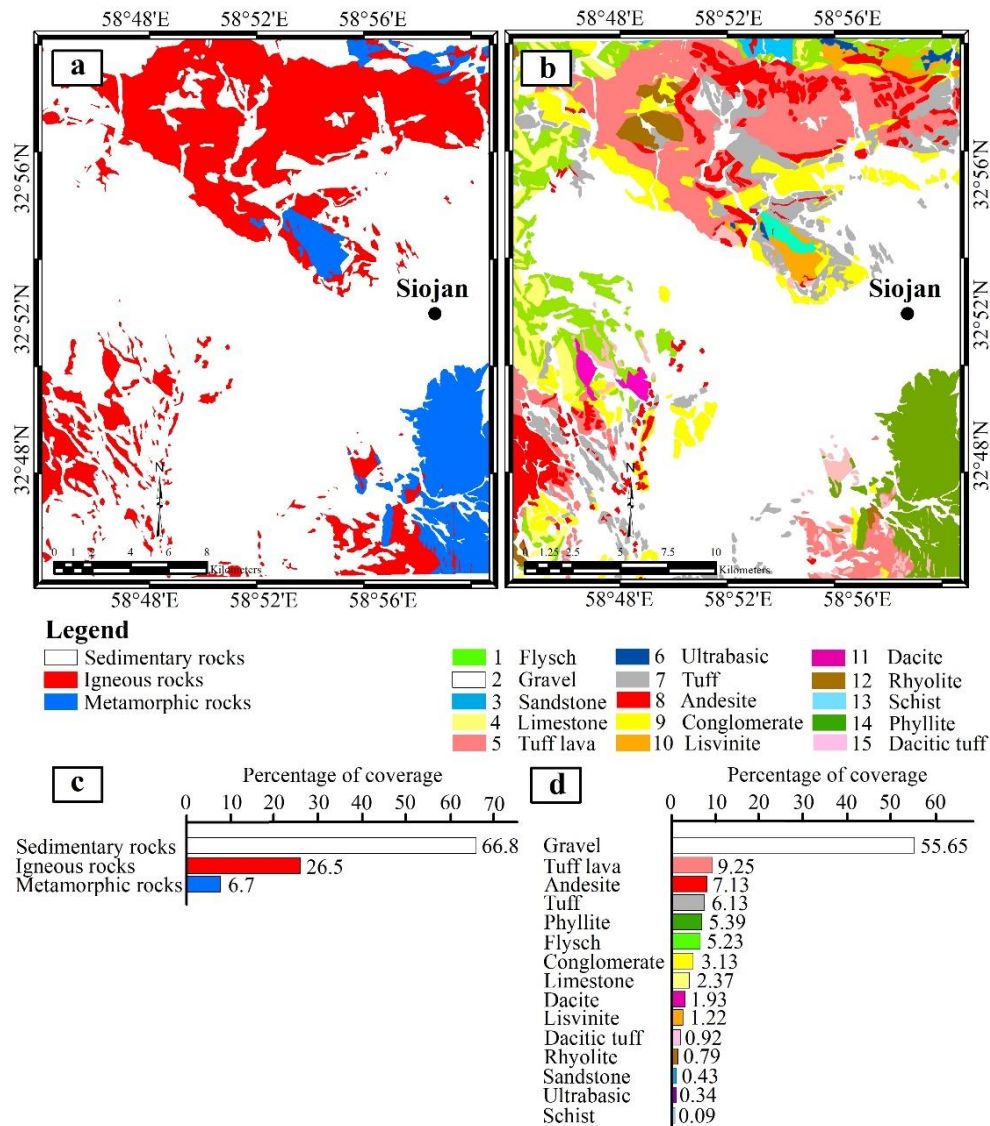 58°48'E 58°52'E 58°56'E 58°48'E 58°52'E 58°56'E
a
b
32°56'N
32°52'N
32°48'N
Siojan
N
0 1 2 4 6 8
Kilometers
32°56'N
32°52'N
32°48'N
Siojan
N
0 1.25 2.5 5 7.5 10
Kilometers
58°48'E 58°52'E 58°56'E 58°48'E 58°52'E 58°56'E
Legend
Sedimentary rocks
Igneous rocks
Metamorphic rocks
1 Flysch
2 Gravel
3 Sandstone
4 Limestone
5 Tuff lava
6 Ultrabasic
7 Tuff
8 Andesite
9 Conglomerate
10 Lisvinite
11 Dacite
12 Rhyolite
13 Schist
14 Phyllite
15 Dacitic tuff
c
Percentage of coverage
0 10 20 30 40 50 60 70
Sedimentary rocks 66.8
Igneous rocks 26.5
Metamorphic rocks 6.7
d
Percentage of coverage
0 10 20 30 40 50 60
Gravel 55.65
Tuff lava 9.25
Andesite 7.13
Tuff 6.13
Phyllite 5.39
Flysch 5.23
Conglomerate 3.13
Limestone 2.37
Dacite 1.93
Lisvinite 1.22
Dacitic tuff 0.92
Rhyolite 0.79
Sandstone 0.43
Ultrabasic 0.34
Schist 0.09